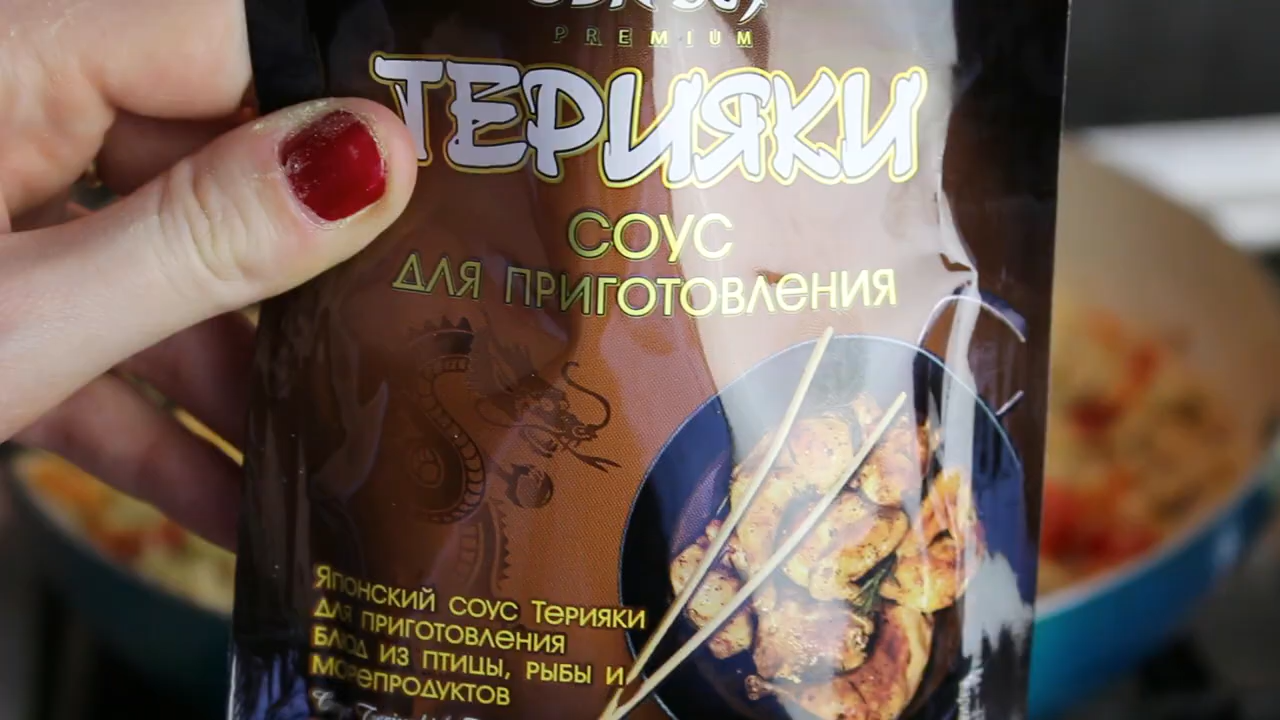 PREMIUM
ТЕРИЯКИ
СОУС
ДЛЯ ПРИГОТОВЛЕНИЯ
ЯПОНСКИЙ СОУС ТЕРИЯКИ
ДЛЯ ПРИГОТОВЛЕНИЯ
БЛЮД ИЗ ПТИЦЫ, РЫБЫ И
МОРЕПРОДУКТОВ